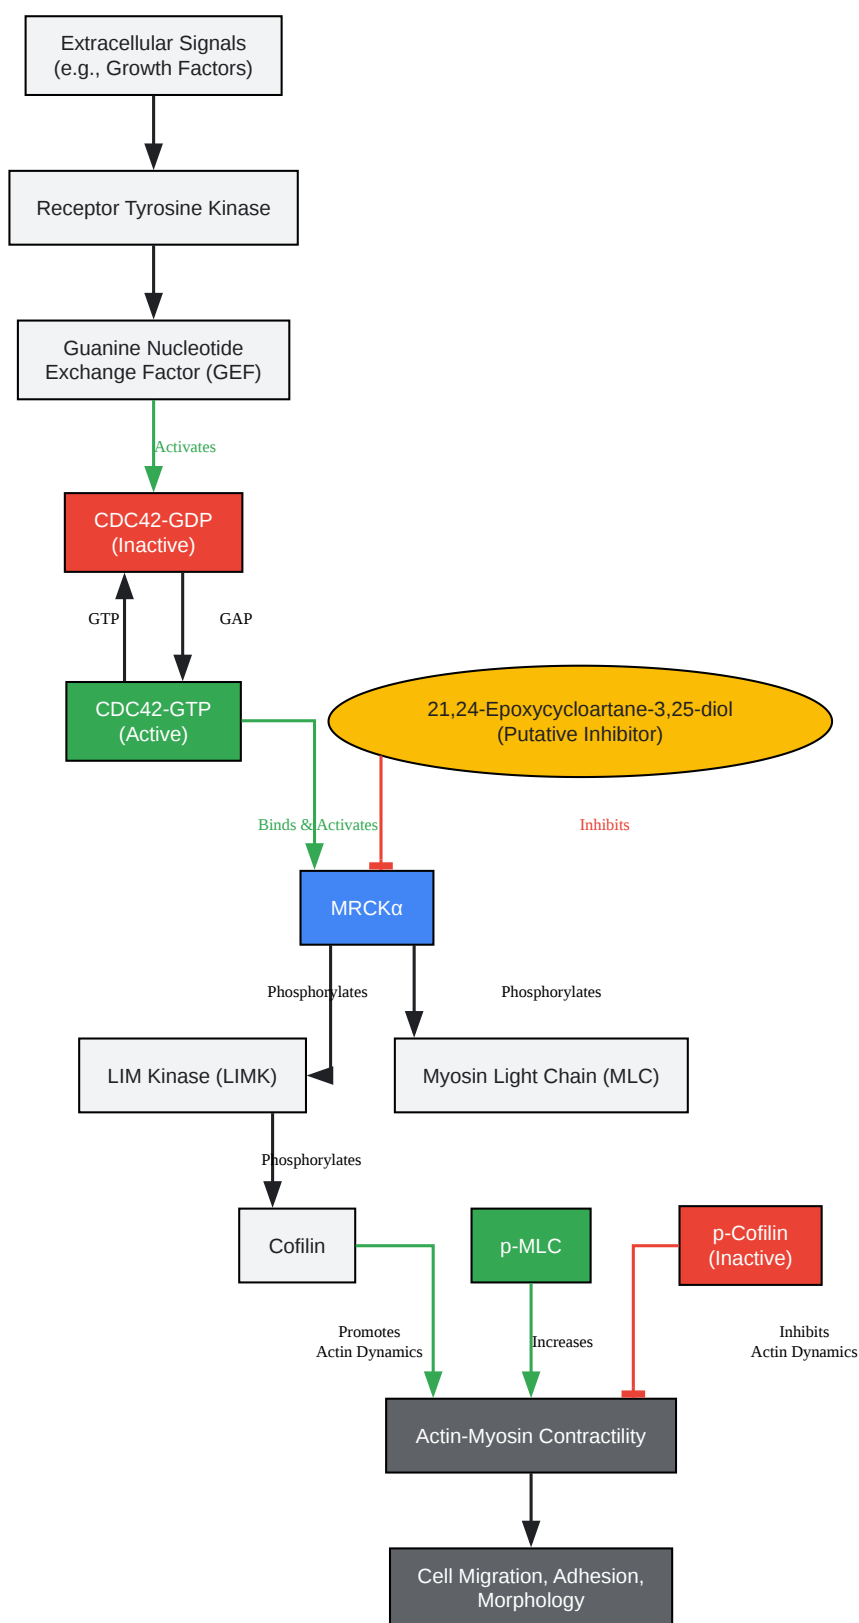 Extracellular Signals
(e.g., Growth Factors)
Receptor Tyrosine Kinase
Guanine Nucleotide
Exchange Factor (GEF)
Activates
CDC42-GDP
(Inactive)
GTP
GAP
CDC42-GTP
(Active)
21,24-Epoxycycloartane-3,25-diol
(Putative Inhibitor)
Binds & Activates
Inhibits
MRCKα
Phosphorylates
Phosphorylates
LIM Kinase (LIMK)
Myosin Light Chain (MLC)
Phosphorylates
Cofilin
p-MLC
p-Cofilin
(Inactive)
Promotes
Actin Dynamics
Increases
Inhibits
Actin Dynamics
Actin-Myosin Contractility
Cell Migration, Adhesion,
Morphology